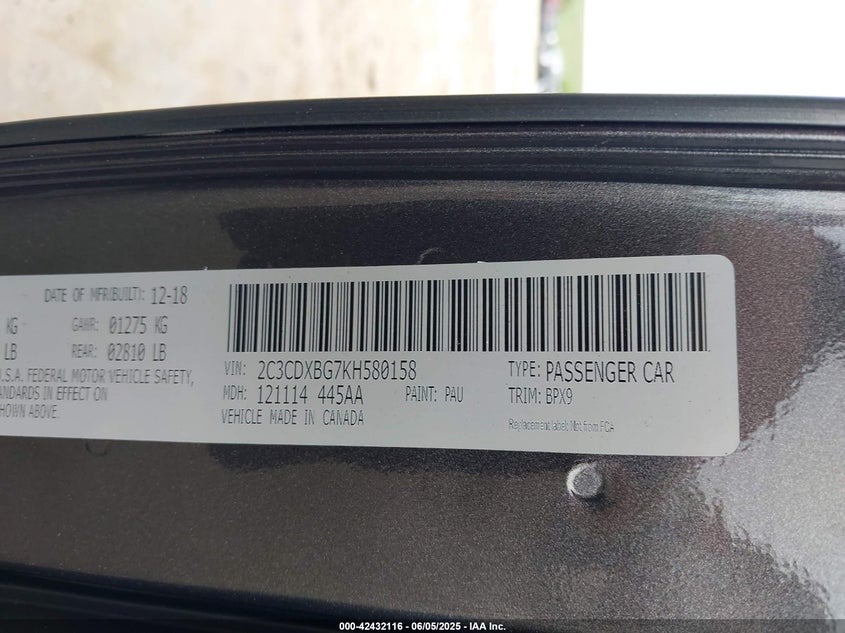 DATE OF MFR(BUILT): 12-18
KG GAWR: 01275 KG
LB REAR: 02810 LB
U.S.A. FEDERAL MOTOR VEHICLE SAFETY,
STANDARDS IN EFFECT ON
SHOWN ABOVE.
VIN: 2C3CDXBG7KH580158 TYPE: PASSENGER CAR
MDH: 121114 445AA PAINT: PAU TRIM: BPX9
VEHICLE MADE IN CANADA
Replacement label: Not from FCA
000-42432116 - 06/05/2025 - IAA Inc.